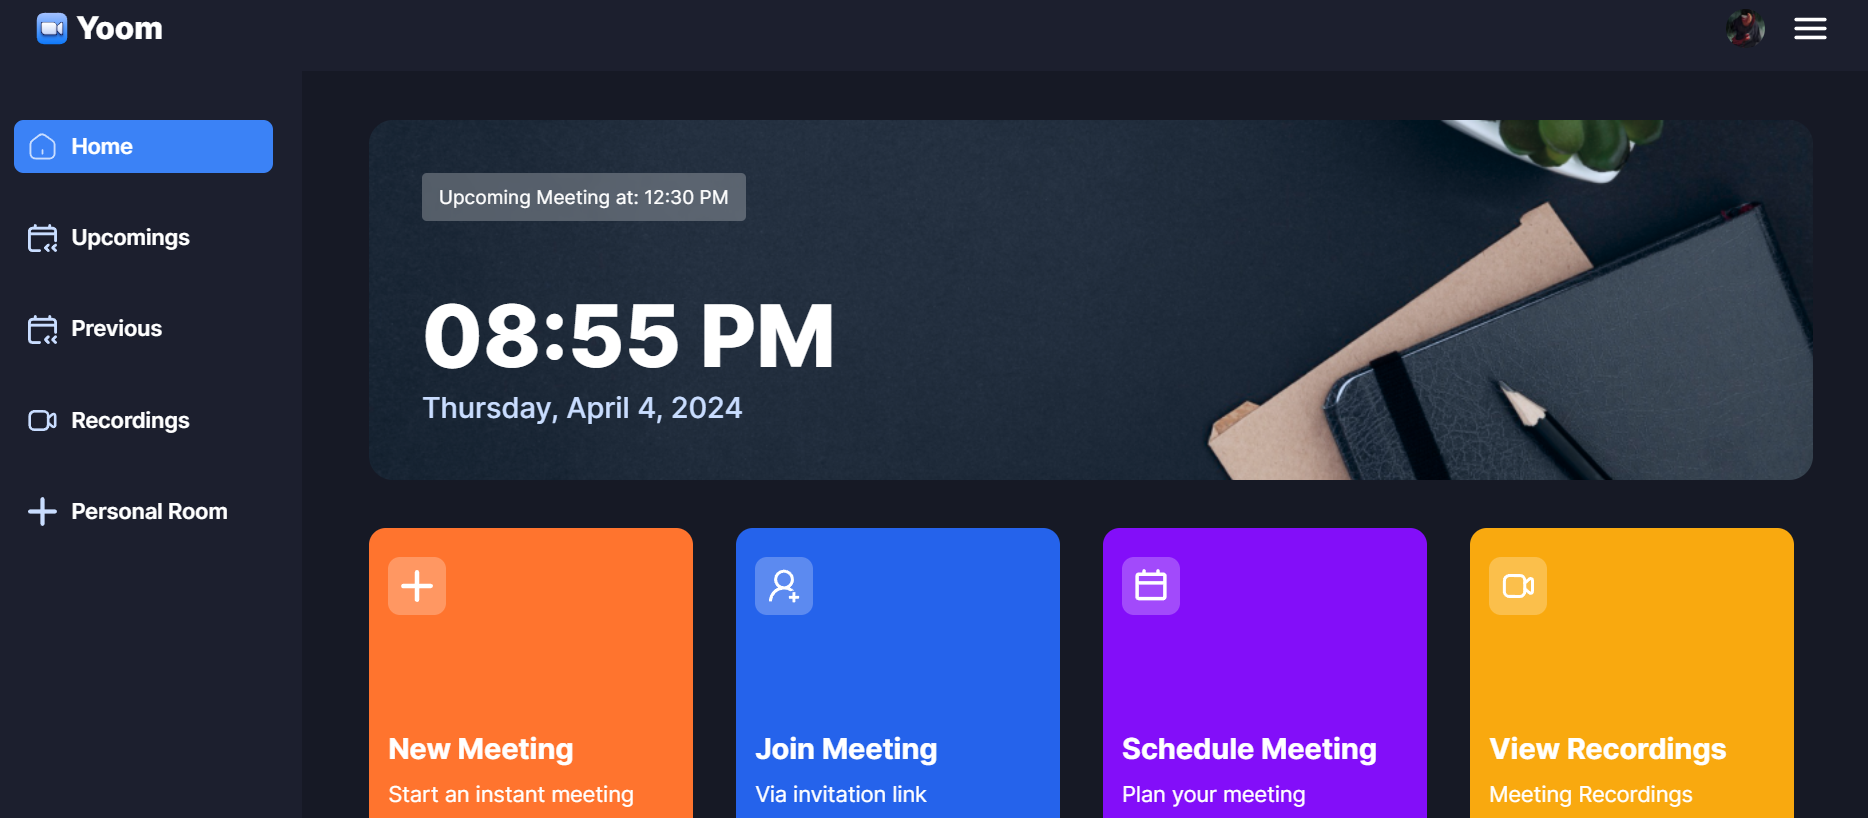 Yoom
Home
Upcomings
Previous
Recordings
Personal Room
Upcoming Meeting at: 12:30 PM
08:55 PM
Thursday, April 4, 2024
New Meeting
Start an instant meeting
Join Meeting
Via invitation link
Schedule Meeting
Plan your meeting
View Recordings
Meeting Recordings